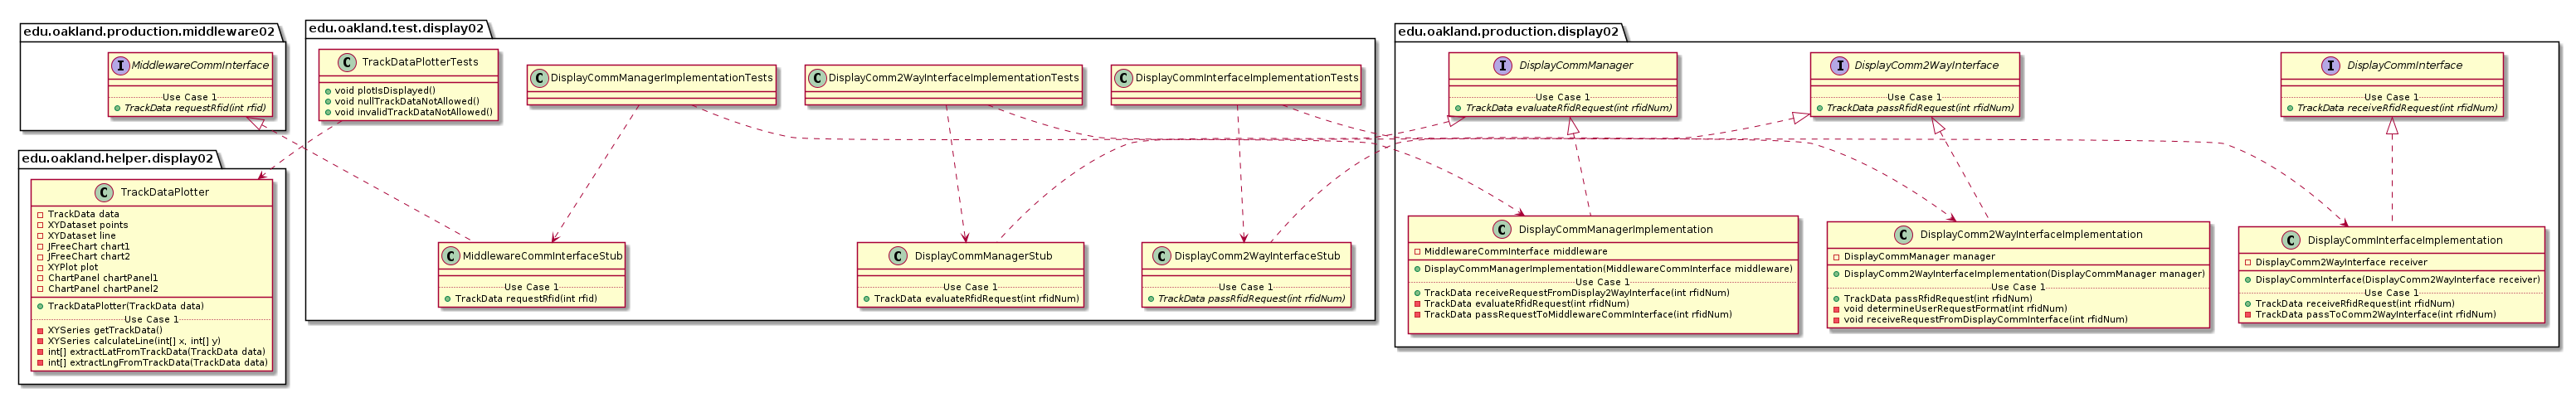 edu.oakland.production.middleware02
I MiddlewareCommInterface
Use Case 1
TrackData requestRfid(int rfid)
edu.oakland.helper.display02
C TrackDataPlotter
TrackData data
XYDataset points
XYDataset line
JFreeChart chart1
JFreeChart chart2
XYPlot plot
ChartPanel chartPanel1
ChartPanel chartPanel2
TrackDataPlotter(TrackData data)
Use Case 1
XYSeries getTrackData()
XYSeries calculateLine(int[] x, int[] y)
int[] extractLatFromTrackData(TrackData data)
int[] extractLngFromTrackData(TrackData data)
edu.oakland.test.display02
C TrackDataPlotterTests
void plotIsDisplayed()
void nullTrackDataNotAllowed()
void invalidTrackDataNotAllowed()
C DisplayCommManagerImplementationTests
C DisplayComm2WayInterfaceImplementationTests
C DisplayCommInterfaceImplementationTests
C MiddlewareCommInterfaceStub
Use Case 1
TrackData requestRfid(int rfid)
C DisplayCommManagerStub
Use Case 1
TrackData evaluateRfidRequest(int rfidNum)
C DisplayComm2WayInterfaceStub
Use Case 1
TrackData passRfidRequest(int rfidNum)
edu.oakland.production.display02
I DisplayCommManager
Use Case 1
TrackData evaluateRfidRequest(int rfidNum)
I DisplayComm2WayInterface
Use Case 1
TrackData passRfidRequest(int rfidNum)
I DisplayCommInterface
Use Case 1
TrackData receiveRfidRequest(int rfidNum)
C DisplayCommManagerImplementation
MiddlewareCommInterface middleware
DisplayCommManagerImplementation(MiddlewareCommInterface middleware)
Use Case 1
TrackData receiveRequestFromDisplay2WayInterface(int rfidNum)
TrackData evaluateRfidRequest(int rfidNum)
TrackData passRequestToMiddlewareCommInterface(int rfidNum)
C DisplayComm2WayInterfaceImplementation
DisplayCommManager manager
DisplayComm2WayInterfaceImplementation(DisplayCommManager manager)
Use Case 1
TrackData passRfidRequest(int rfidNum)
void determineUserRequestFormat(int rfidNum)
void receiveRequestFromDisplayCommInterface(int rfidNum)
C DisplayCommInterfaceImplementation
DisplayComm2WayInterface receiver
DisplayCommInterface(DisplayComm2WayInterface receiver)
Use Case 1
TrackData receiveRfidRequest(int rfidNum)
TrackData passToComm2WayInterface(int rfidNum)